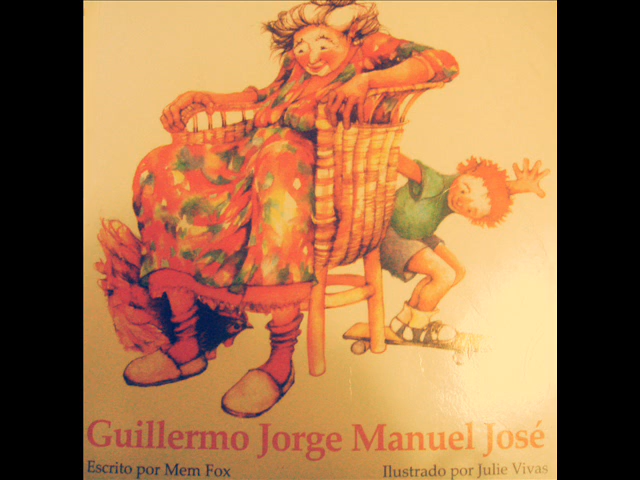 Guillermo Jorge Manuel José
Escrito por Mem Fox
Ilustrado por Julie Vivas